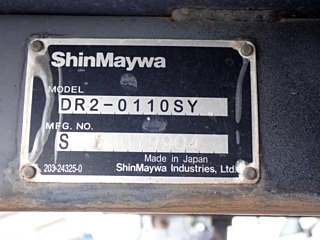 ShinMaywa
MODEL
DR2-0110SY
MFG. NO.
S
Made in Japan
203-24325-0
ShinMaywa Industries, Ltd.